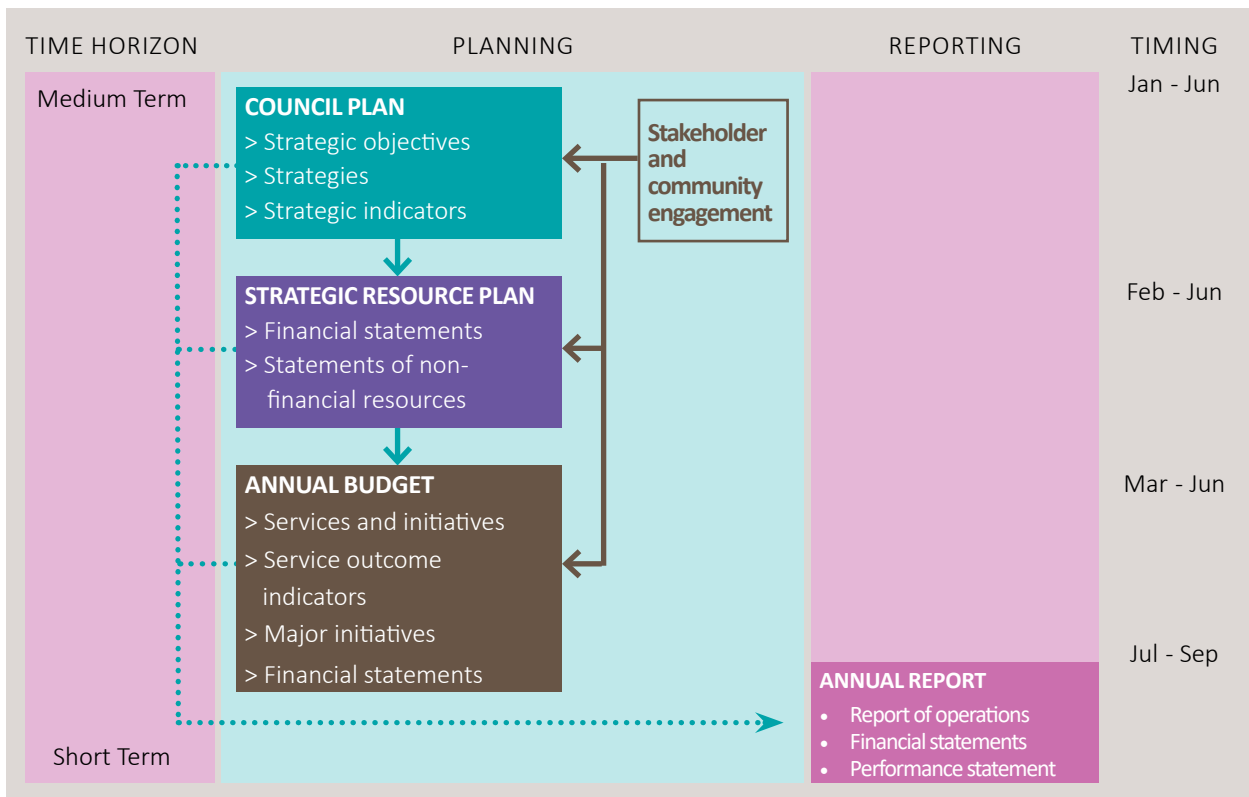 TIME HORIZON
PLANNING
REPORTING
TIMING
Medium Term
Short Term
COUNCIL PLAN
> Strategic objectives
> Strategies
> Strategic indicators
Stakeholder
and
community
engagement
STRATEGIC RESOURCE PLAN
> Financial statements
> Statements of non-
financial resources
ANNUAL BUDGET
> Services and initiatives
> Service outcome
indicators
> Major initiatives
> Financial statements
ANNUAL REPORT
• Report of operations
• Financial statements
• Performance statement
Jan - Jun
Feb - Jun
Mar - Jun
Jul - Sep